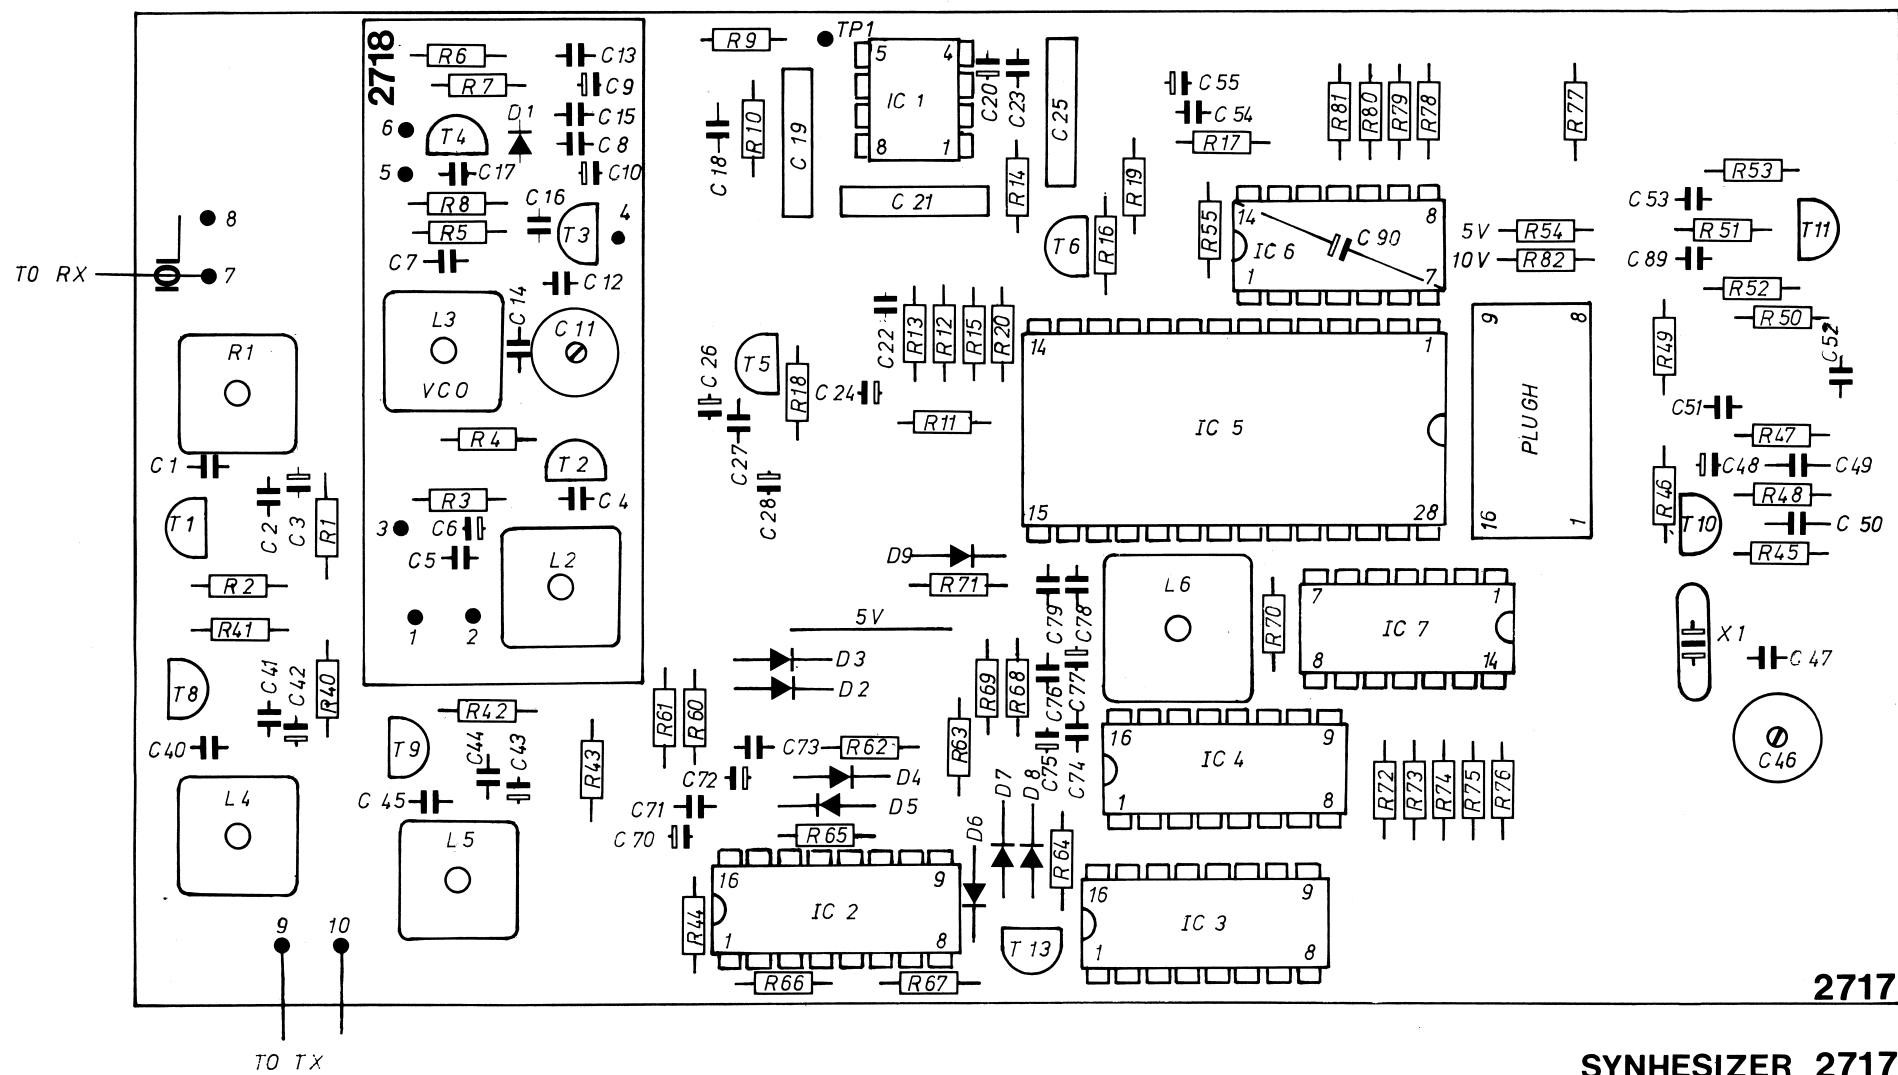 2718
R6
C13
R7
C9
D1
C15
6
T4
C8
5
C17
C10
R8
C16
4
R5
T3
C7
C12
C14
L3
VCO
C11
R4
T2
R3
C4
3
C6
C5
L2
1
2
8
TO RX
7
R1
C1
T1
C2
C3
R1
R2
R41
T8
C41
C42
R40
C40
L4
T9
R42
C44
C43
R43
C45
L5
9
10
TO TX
R9
TP1
5
4
IC 1
8
1
C20
C23
C25
C18
R10
C19
C21
R14
T6
R16
R19
C55
C54
R17
R81
R80
R79
R78
R77
R55
14
8
IC 6
C90
1
7
5V
R54
10V
R82
R53
C53
R51
T11
C89
R52
R50
R49
C52
C51
R47
C48
C49
R46
R48
T10
C50
R45
X1
C47
C46
C26
T5
R18
C24
C22
R13
R12
R15
R20
R11
C27
C28
14
1
IC 5
15
28
9
8
PLUGH
16
1
D9
R71
5V
C79
C78
L6
R70
7
1
IC 7
8
14
D3
D2
R61
R60
R69
R68
C76
C77
C73
R62
R63
C75
C74
16
9
IC 4
1
8
R72
R73
R74
R75
R76
C72
D4
C71
D5
C70
R65
D6
D7
D8
R64
16
9
IC 2
1
8
R44
R66
R67
T13
16
9
IC 3
1
8
2717
SYNHESIZER 2717